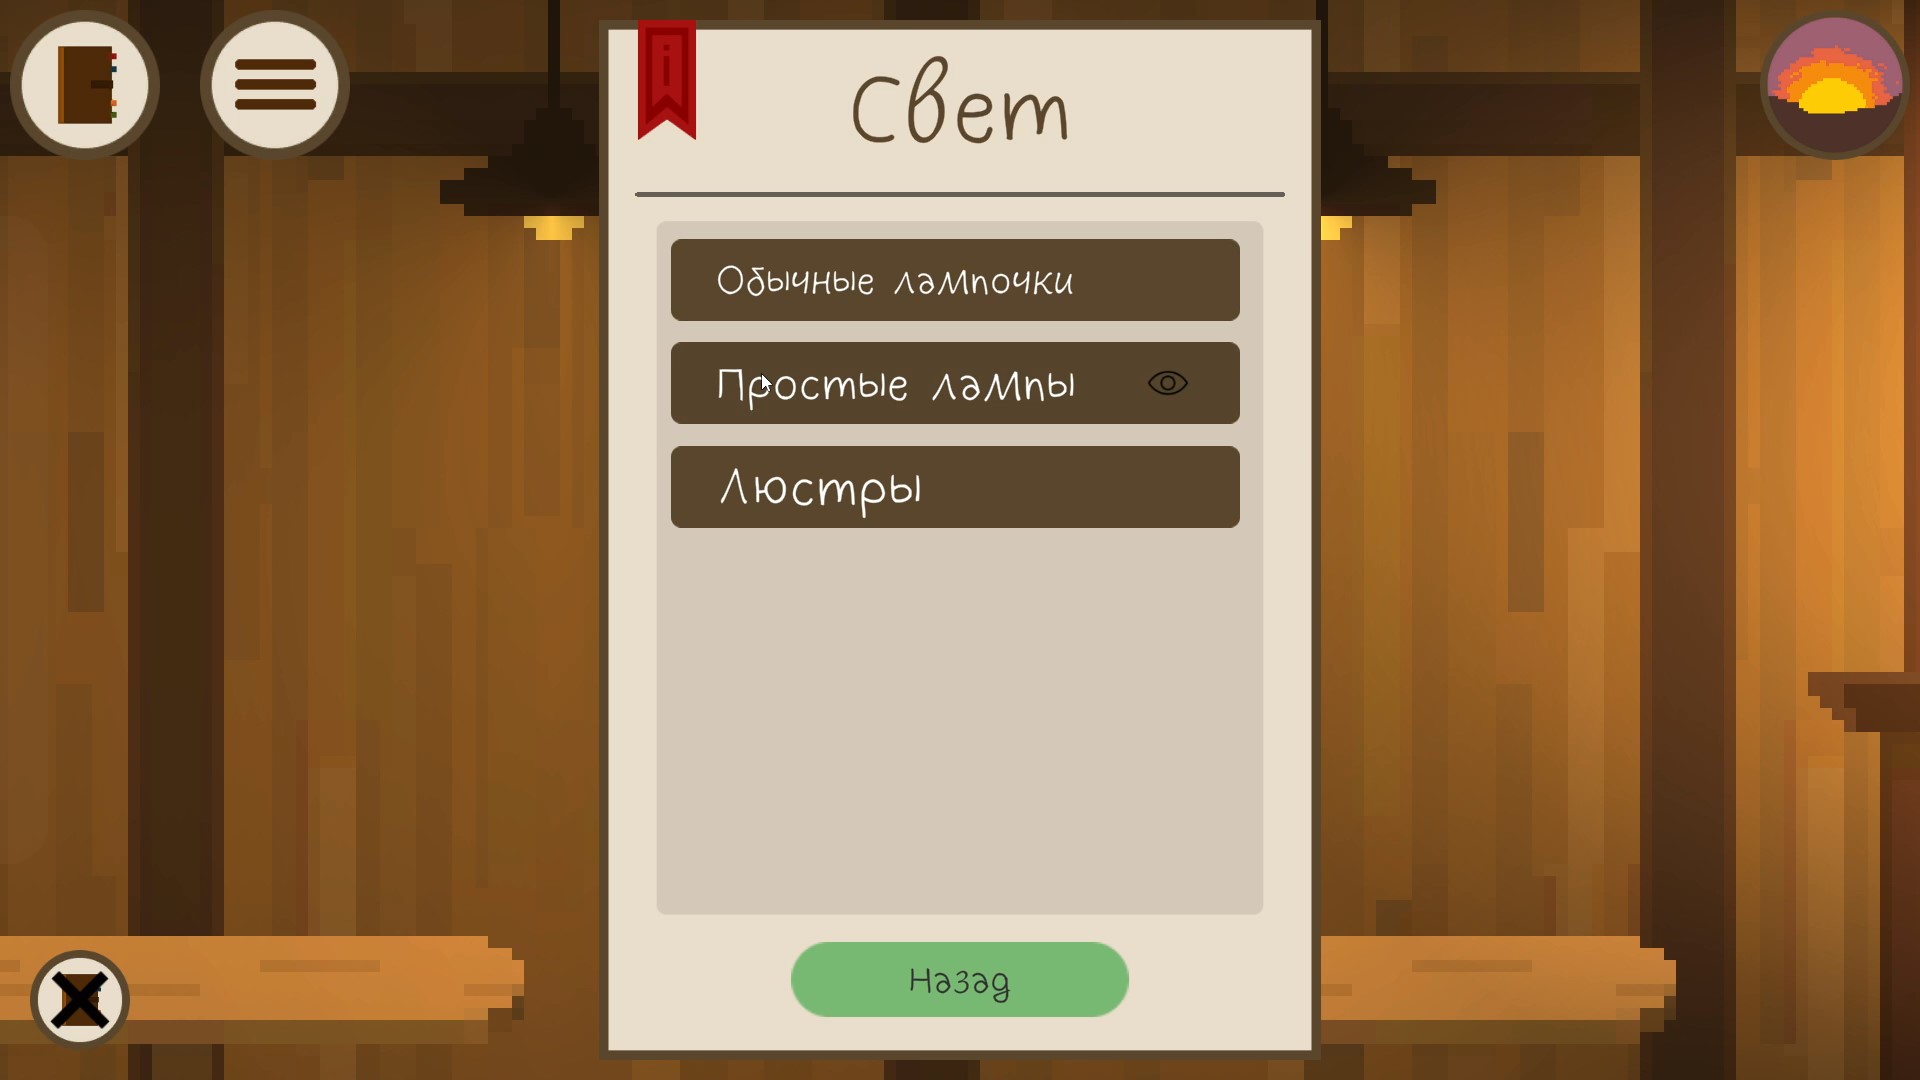 Свет
Обычные лампочки
Простые лампы
Люстры
Назад